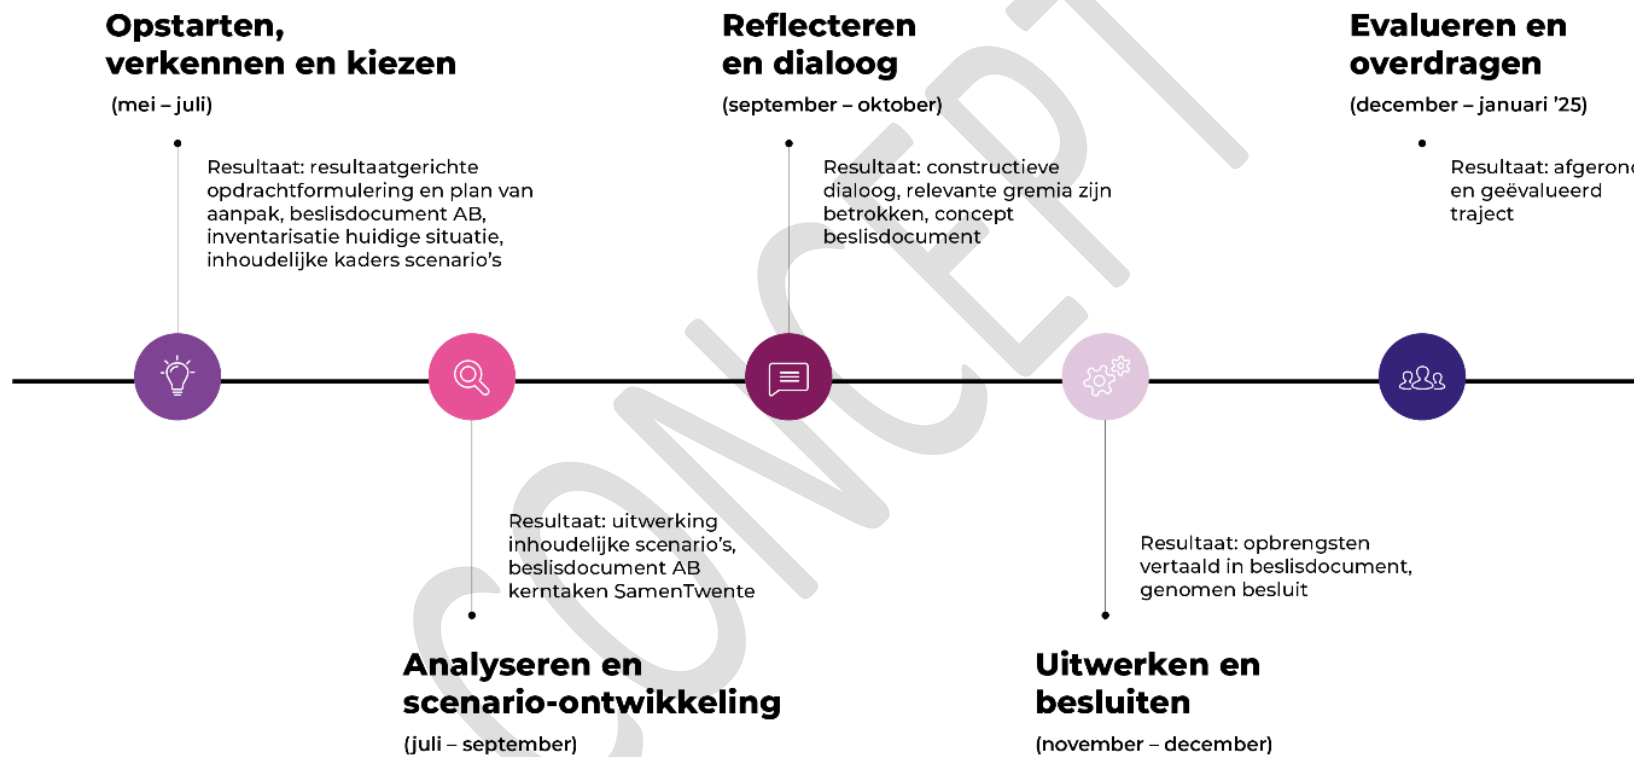 Opstarten,
verkennen en kiezen
(mei – juli)
Resultaat: resultaatgerichte
opdrachtformulering en plan van
aanpak, beslisdocument AB,
inventarisatie huidige situatie,
inhoudelijke kaders scenario's
Analyseren en
scenario-ontwikkeling
(juli – september)
Resultaat: uitwerking
inhoudelijke scenario's,
beslisdocument AB
kerntaken SamenTwente
Reflecteren
en dialoog
(september – oktober)
Resultaat: constructieve
dialoog, relevante gremia zijn
betrokken, concept
beslisdocument
Uitwerken en
besluiten
(november – december)
Resultaat: opbrengsten
vertaald in beslisdocument,
genomen besluit
Evalueren en
overdragen
(december – januari '25)
Resultaat:
en geëvalueerd
traject
CONCEPT